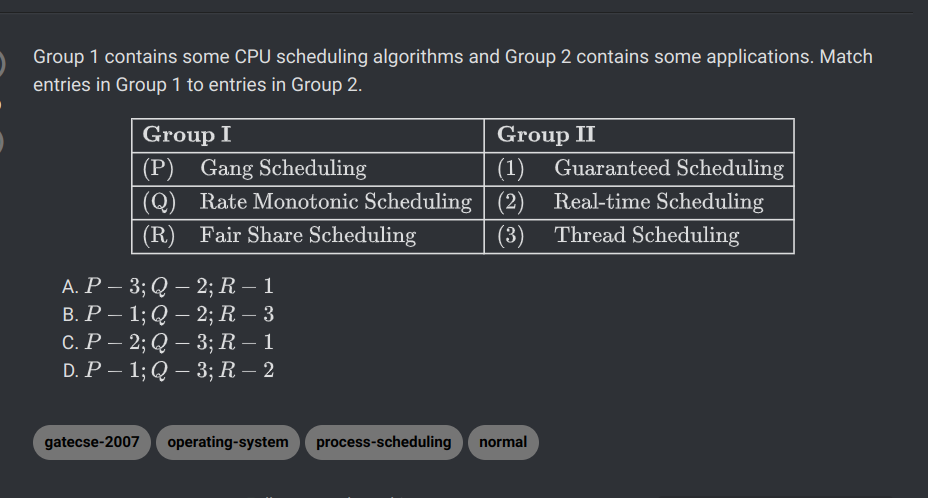 Group 1 contains some CPU scheduling algorithms and Group 2 contains some applications. Match
entries in Group 1 to entries in Group 2.
Group I Group II
(P) Gang Scheduling (1) Guaranteed Scheduling
(Q) Rate Monotonic Scheduling (2) Real-time Scheduling
(R) Fair Share Scheduling (3) Thread Scheduling
A. P − 3; Q − 2; R − 1
B. P − 1; Q − 2; R − 3
C. P − 2; Q − 3; R − 1
D. P − 1; Q − 3; R − 2
gatecse-2007 operating-system process-scheduling normal